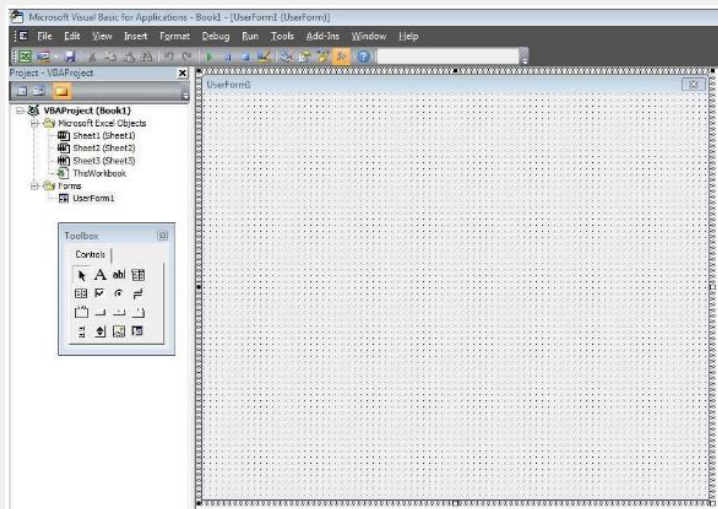 Microsoft Visual Basic for Applications - Book1 - [UserForm1 (UserForm)]
File Edit View Insert Format Debug Run Tools Add-Ins Window Help
Project - VBAProject
UserForm1
VBAProject (Book1)
Microsoft Excel Objects
Sheet1 (Sheet1)
Sheet2 (Sheet2)
Sheet3 (Sheet3)
ThisWorkbook
Forms
UserForm1
Toolbox
Controls
A abl